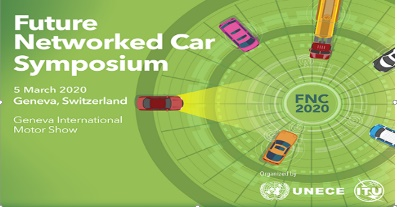 Future
Networked Car
Symposium
5 March 2020
Geneva, Switzerland
Geneva International
Motor Show
FNC
2020
Organized by
UNECE
ITU